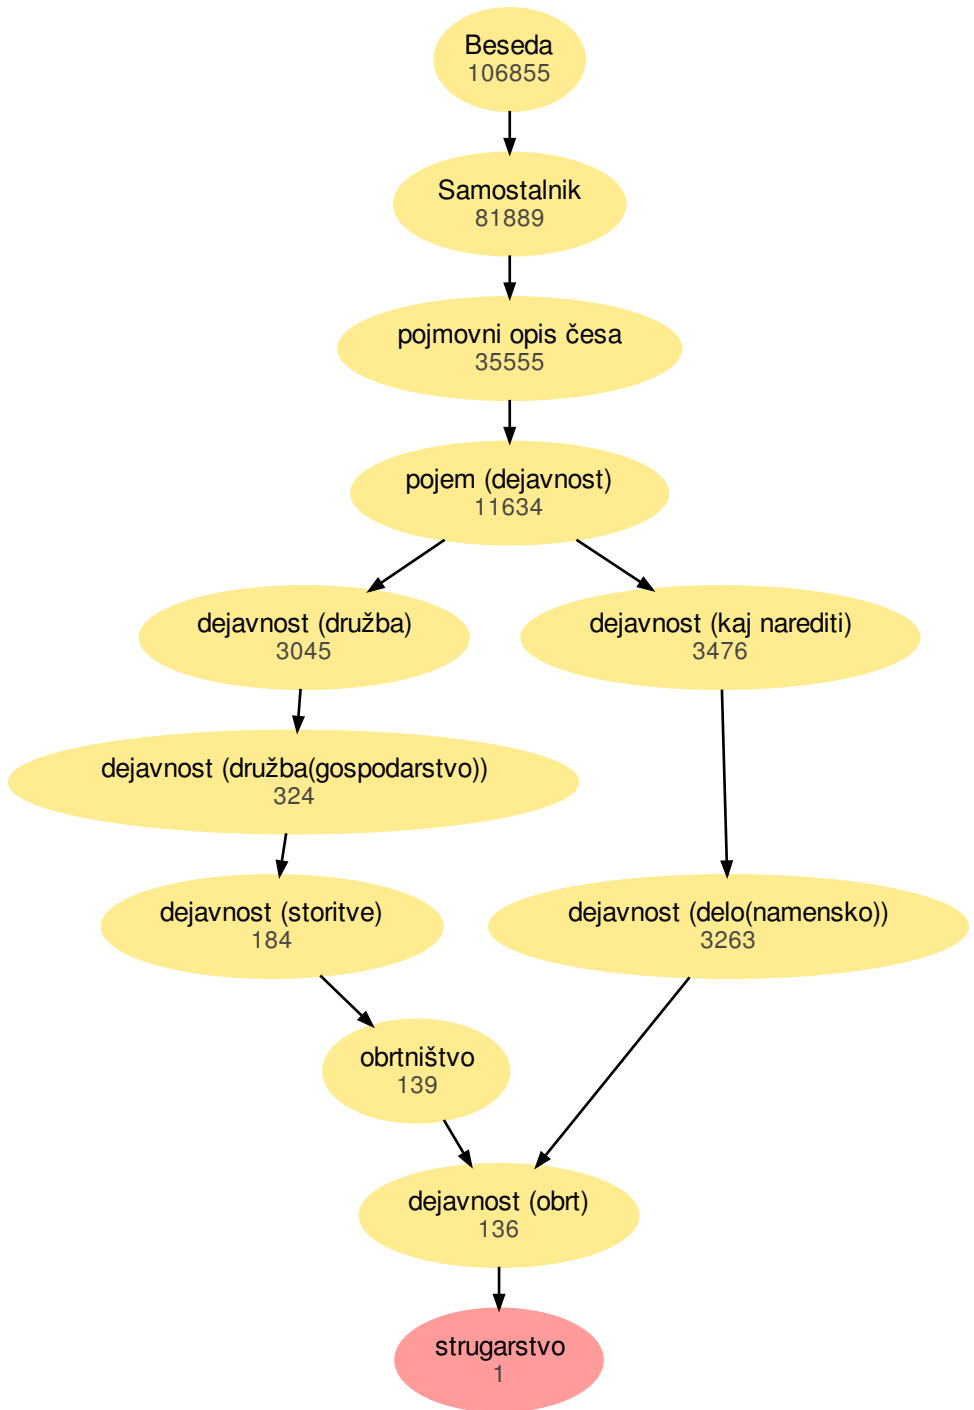 Beseda
106855
Samostalnik
81889
pojmovni opis česa
35555
pojem (dejavnost)
11634
dejavnost (družba)
3045
dejavnost (kaj narediti)
3476
dejavnost (družba(gospodarstvo))
324
dejavnost (storitve)
184
dejavnost (delo(namensko))
3263
obrtništvo
139
dejavnost (obrt)
136
strugarstvo
1